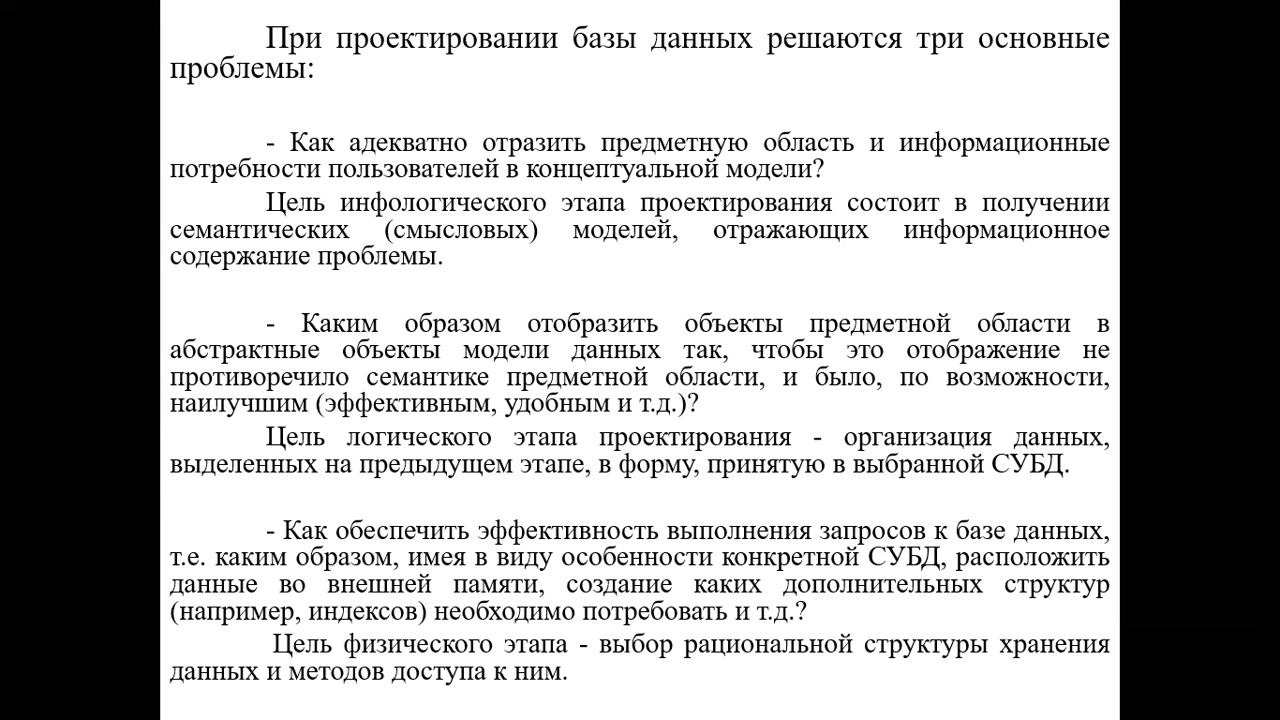 При проектировании базы данных решаются три основные
проблемы:
- Как адекватно отразить предметную область и информационные
потребности пользователей в концептуальной модели?
Цель инфологического этапа проектирования состоит в получении
семантических (смысловых) моделей, отражающих информационное
содержание проблемы.
- Каким образом отобразить объекты предметной области в
абстрактные объекты модели данных так, чтобы это отображение не
противоречило семантике предметной области, и было, по возможности,
наилучшим (эффективным, удобным и т.д.)?
Цель логического этапа проектирования - организация данных,
выделенных на предыдущем этапе, в форму, принятую в выбранной СУБД.
- Как обеспечить эффективность выполнения запросов к базе данных,
т.е. каким образом, имея в виду особенности конкретной СУБД, расположить
данные во внешней памяти, создание каких дополнительных структур
(например, индексов) необходимо потребовать и т.д.?
Цель физического этапа - выбор рациональной структуры хранения
данных и методов доступа к ним.